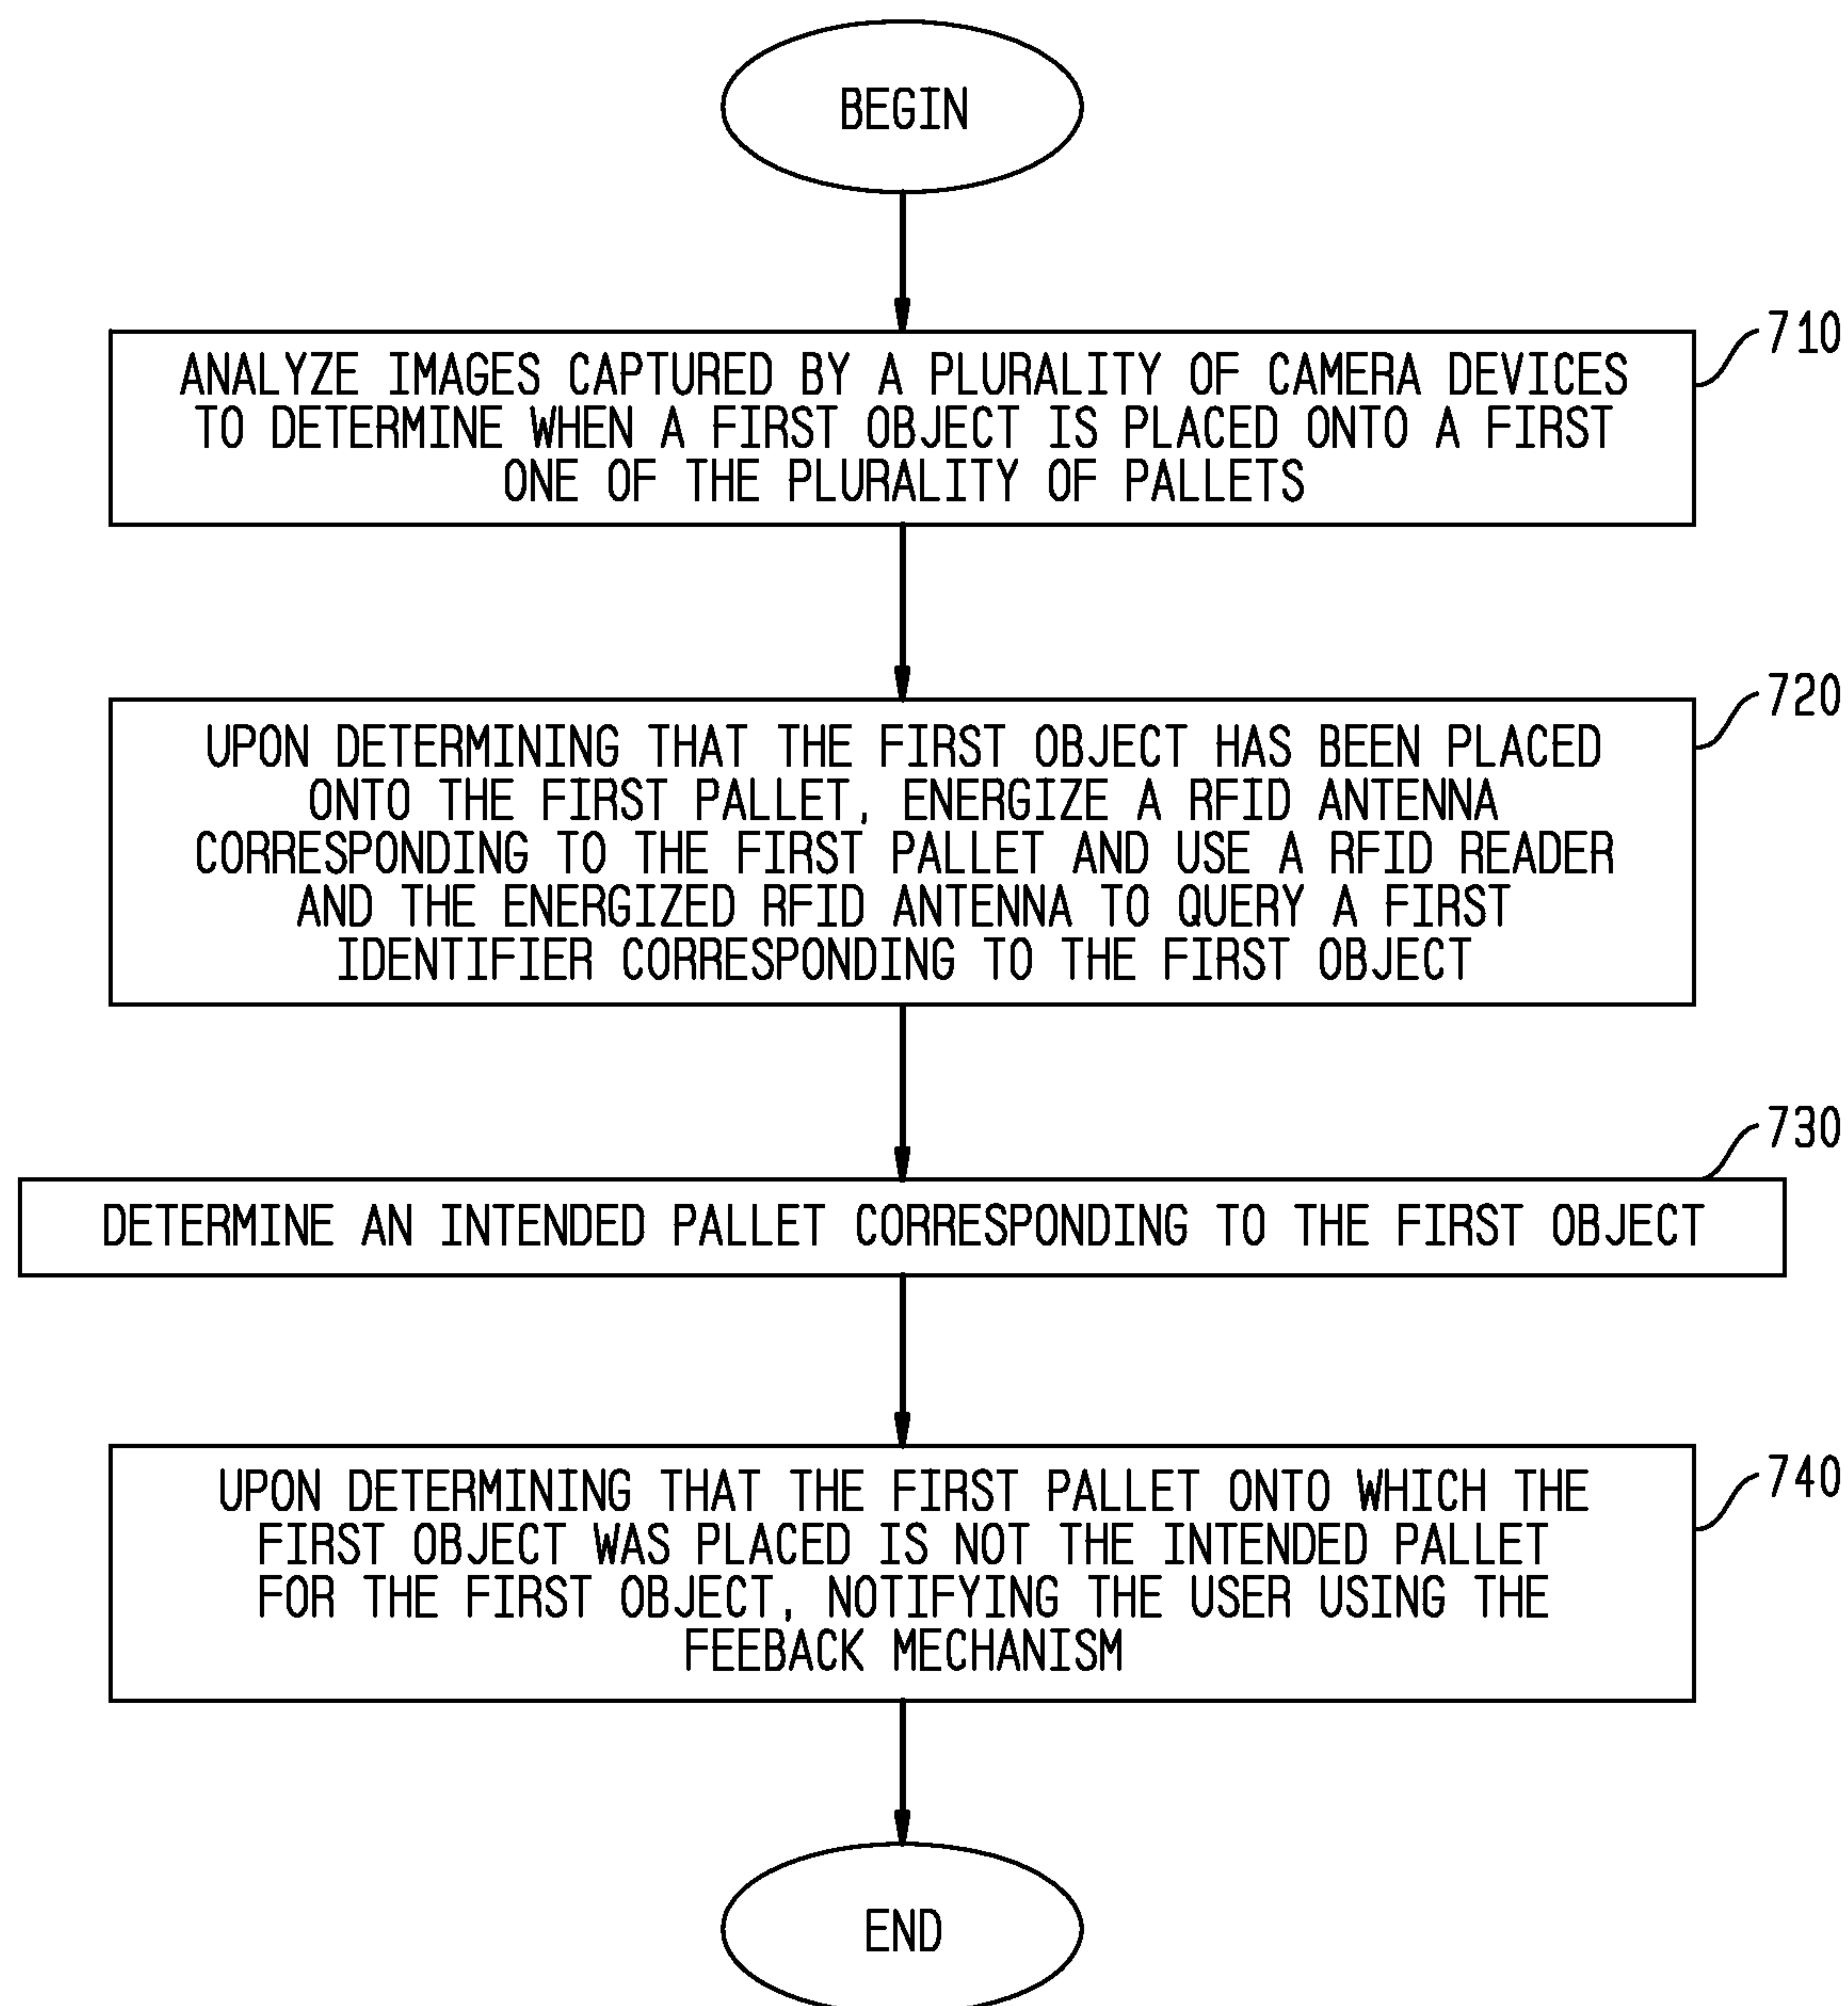 BEGIN
710
ANALYZE IMAGES CAPTURED BY A PLURALITY OF CAMERA DEVICES
TO DETERMINE WHEN A FIRST OBJECT IS PLACED ONTO A FIRST
ONE OF THE PLURALITY OF PALLETS
720
UPON DETERMINING THAT THE FIRST OBJECT HAS BEEN PLACED
ONTO THE FIRST PALLET, ENERGIZE A RFID ANTENNA
CORRESPONDING TO THE FIRST PALLET AND USE A RFID READER
AND THE ENERGIZED RFID ANTENNA TO QUERY A FIRST
IDENTIFIER CORRESPONDING TO THE FIRST OBJECT
730
DETERMINE AN INTENDED PALLET CORRESPONDING TO THE FIRST OBJECT
740
UPON DETERMINING THAT THE FIRST PALLET ONTO WHICH THE
FIRST OBJECT WAS PLACED IS NOT THE INTENDED PALLET
FOR THE FIRST OBJECT, NOTIFYING THE USER USING THE
FEEBACK MECHANISM
END